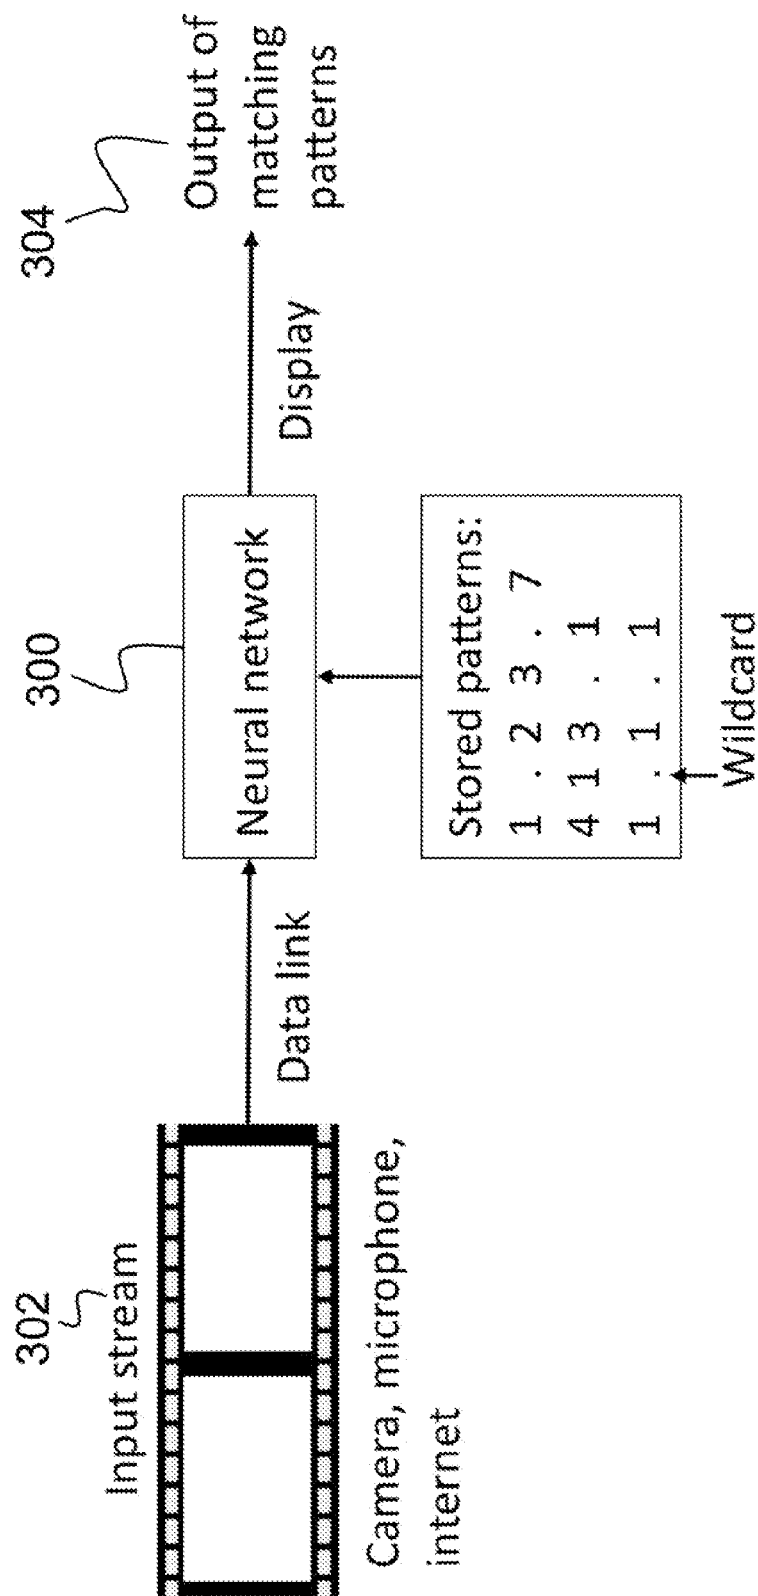 302
Input stream
Camera, microphone,
internet
Data link
300
Neural network
Stored patterns:
1 . 2 3 . 7
4 1 3 . 1
1 . 1 . 1
Wildcard
Display
304
Output of
matching
patterns